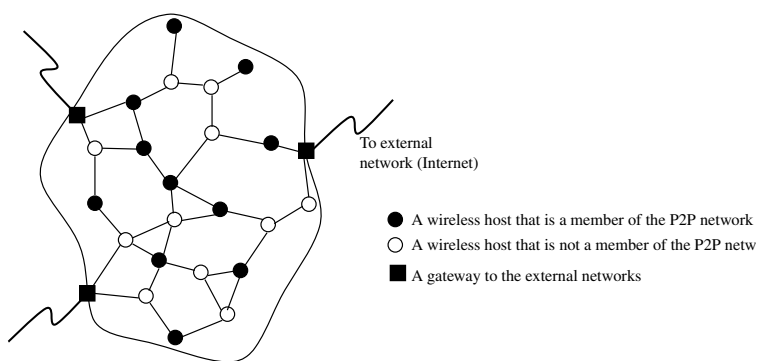 To external
network (Internet)
A wireless host that is a member of the P2P network
A wireless host that is not a member of the P2P netw
A gateway to the external networks